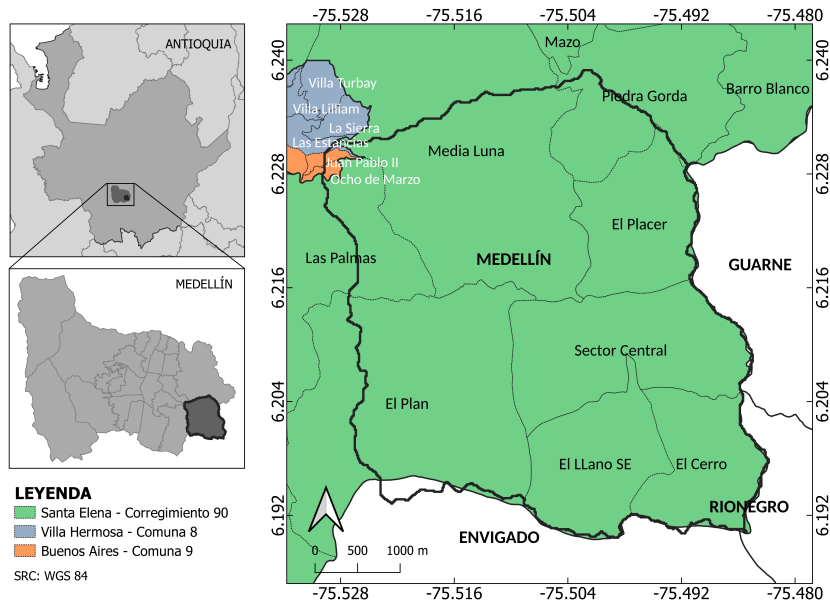 ANTIOQUIA
MEDELLÍN
LEYENDA
Santa Elena - Corregimiento 90
Villa Hermosa - Comuna 8
Buenos Aires - Comuna 9
SRC: WGS 84
-75.528 -75.516 -75.504 -75.492 -75.480
6.240
6.228
6.216
6.204
6.192
Mazo
Villa Turbay
Piedra Gorda
Barro Blanco
Villa Lilliam
La Sierra
Las Estancias
Media Luna
Juan Pablo II
Ocho de Marzo
El Placer
Las Palmas
MEDELLÍN
GUARNE
Sector Central
El Plan
El LLano SE
El Cerro
RIONEGRO
ENVIGADO
0 500 1000 m
6.240
6.228
6.216
6.204
6.192
-75.528 -75.516 -75.504 -75.492 -75.480